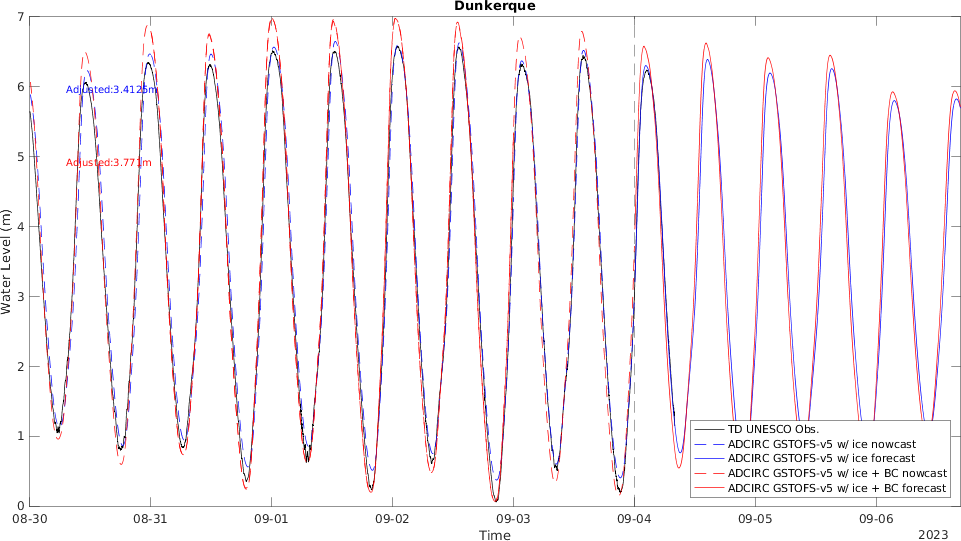 Dunkerque
7
6
5
4
3
2
1
0
Water Level (m)
Adjusted:3.4125m
Adjusted:3.771m
TD UNESCO Obs.
ADCIRC GSTOFS-v5 w/ ice nowcast
ADCIRC GSTOFS-v5 w/ ice forecast
ADCIRC GSTOFS-v5 w/ ice + BC nowcast
ADCIRC GSTOFS-v5 w/ ice + BC forecast
08-30 08-31 09-01 09-02 09-03 09-04 09-05 09-06
Time
2023